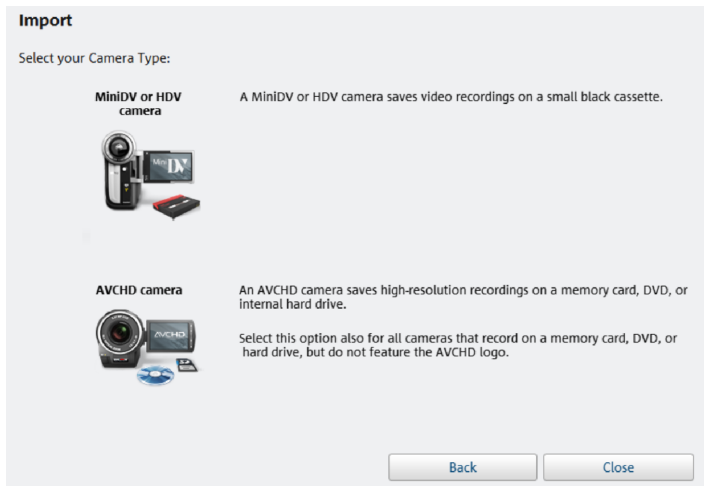 Import
Select your Camera Type:
MiniDV or HDV
camera
A MiniDV or HDV camera saves video recordings on a small black cassette.
Mini DV
AVCHD camera
An AVCHD camera saves high-resolution recordings on a memory card, DVD, or
internal hard drive.
AVCHD
Select this option also for all cameras that record on a memory card, DVD, or
hard drive, but do not feature the AVCHD logo.
Back
Close